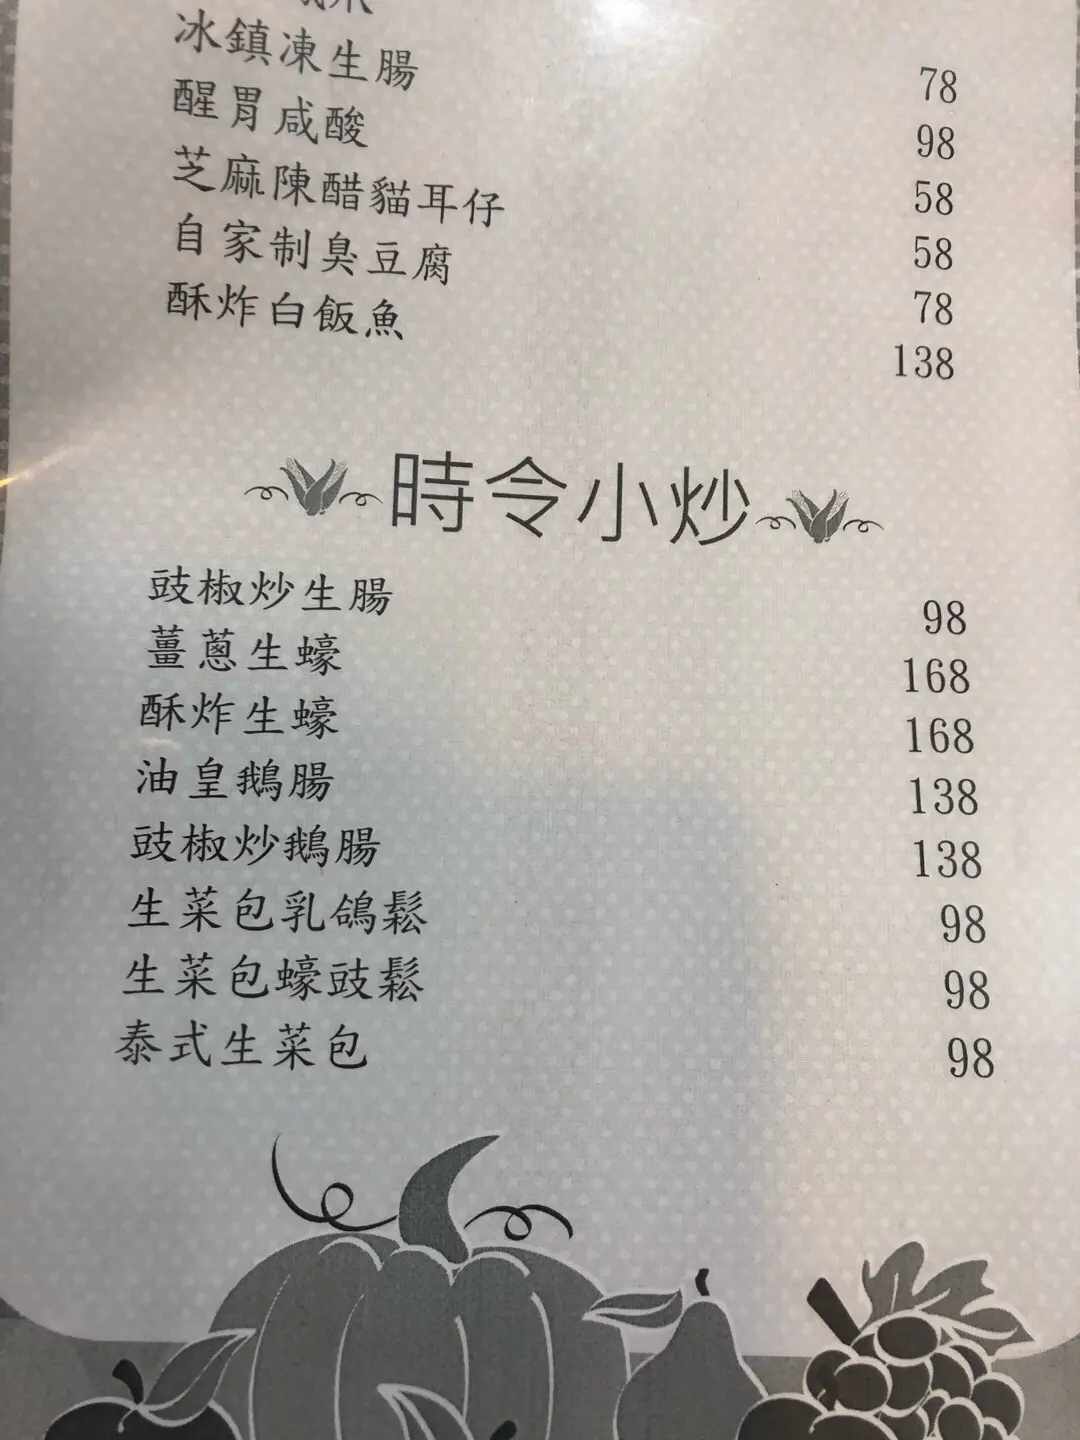 78
冰鎮凍生腸 98
醒胃咸酸 58
芝麻陳醋貓耳仔 58
自家制臭豆腐 78
酥炸白飯魚 138
時令小炒
豉椒炒生腸 98
薑蔥生蠔 168
酥炸生蠔 168
油皇鵝腸 138
豉椒炒鵝腸 138
生菜包乳鴿鬆 98
生菜包蠔豉鬆 98
泰式生菜包 98